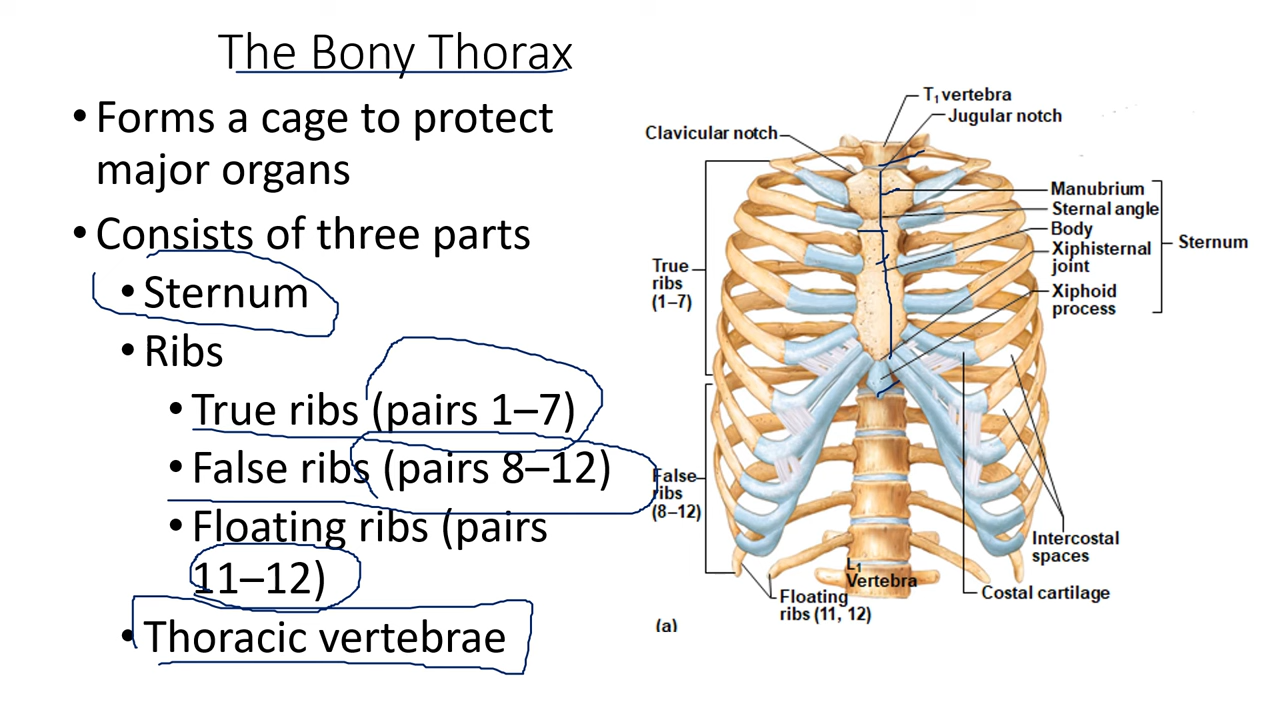 The Bony Thorax
• Forms a cage to protect
major organs
• Consists of three parts
• Sternum
• Ribs
• True ribs (pairs 1–7)
• False ribs (pairs 8–12)
• Floating ribs (pairs
11–12)
• Thoracic vertebrae
T1 vertebra
Jugular notch
Clavicular notch
Manubrium
Sternal angle
Body
Xiphisternal
joint
Xiphoid
process
Sternum
True
ribs
(1–7)
False
ribs
(8–12)
Intercostal
spaces
L1
Vertebra
Costal cartilage
Floating
ribs (11, 12)
(a)